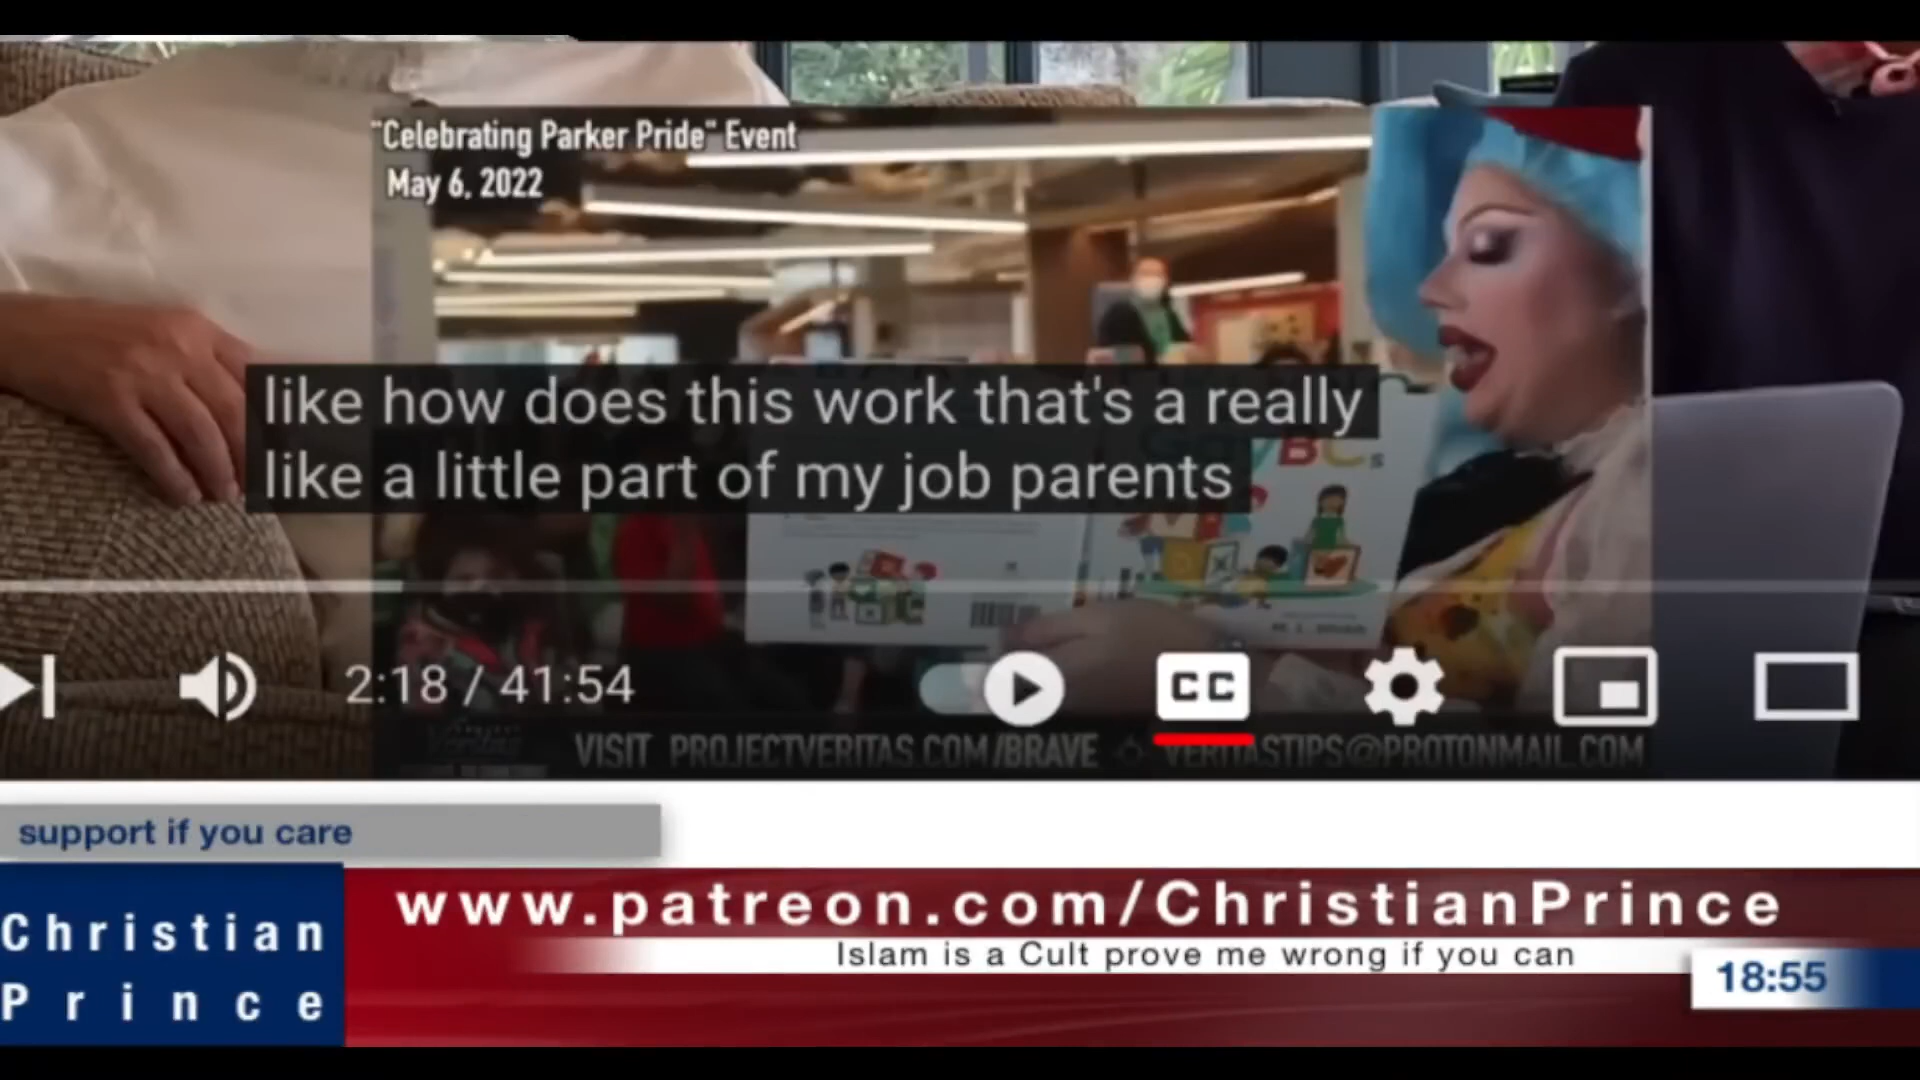 "Celebrating Parker Pride" Event
May 6, 2022
like how does this work that's a really
like a little part of my job parents
2:18 / 41:54
CC
VISIT PROJECTVERITAS.COM/BRAVE
VERITASTIPS@PROTONMAIL.COM
support if you care
Christian
Prince
www.patreon.com/ChristianPrince
Islam is a Cult prove me wrong if you can
18:55